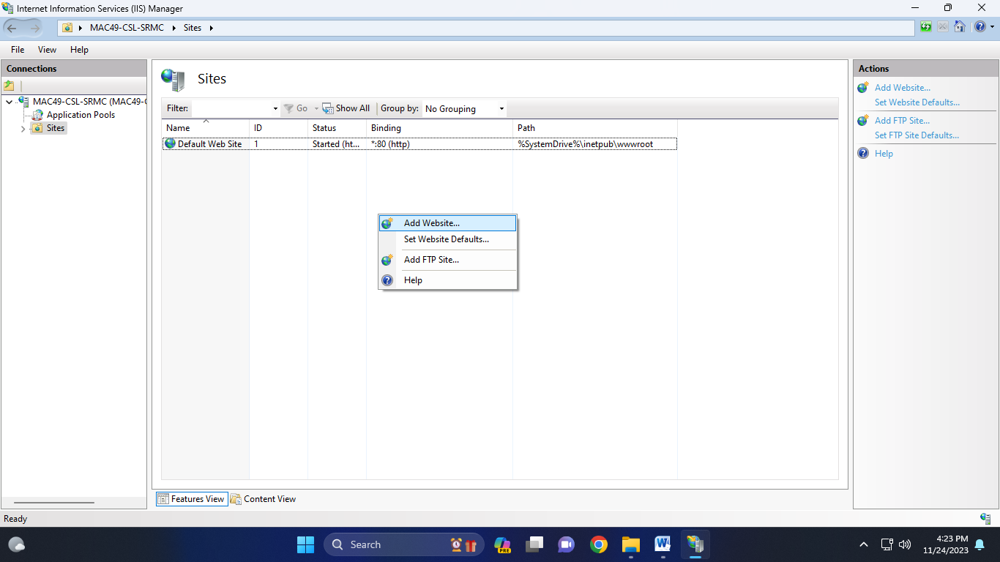 Internet Information Services (IIS) Manager
MAC49-CSL-SRMC
Sites
File View Help
Connections
MAC49-CSL-SRMC (MAC49-C
Application Pools
Sites
Sites
Filter: Go Show All Group by: No Grouping
Name ID Status Binding Path
Default Web Site 1 Started (ht... *:80 (http) %SystemDrive%\inetpub\wwwroot
Add Website...
Set Website Defaults...
Add FTP Site...
Help
Features View Content View
Actions
Add Website...
Set Website Defaults...
Add FTP Site...
Set FTP Site Defaults...
Help
Ready
Search
PRE
4:23 PM
11/24/2023